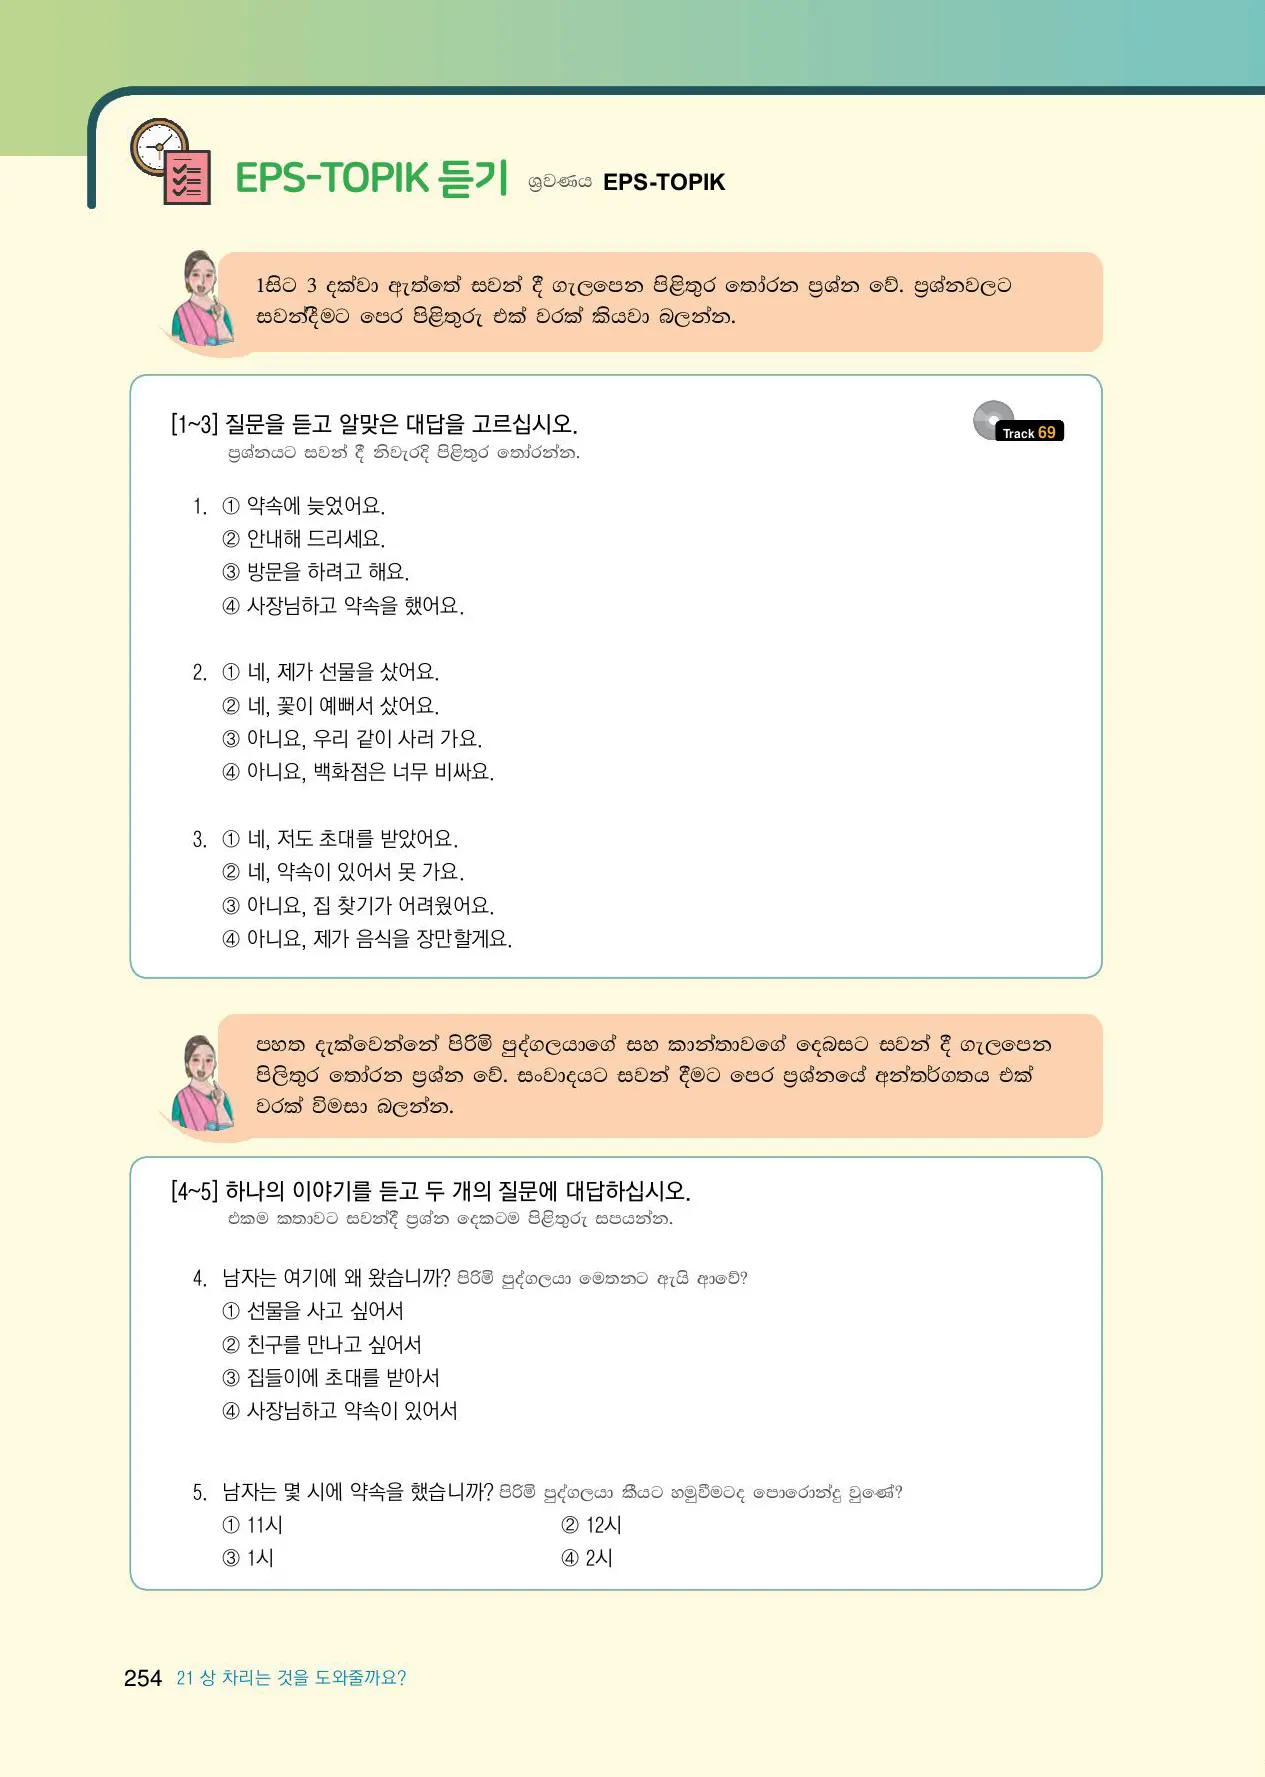 EPS-TOPIK 듣기 ශ්‍රවණය EPS-TOPIK
1සිට 3 දක්වා ඇත්තේ සවන් දී ගැලපෙන පිළිතුර තෝරන ප්‍රශ්න වේ. ප්‍රශ්නවලට
සවන්දීමට පෙර පිළිතුරු එක් වරක් කියවා බලන්න.
[1~3] 질문을 듣고 알맞은 대답을 고르십시오.
Track 69
ප්‍රශ්නයට සවන් දී නිවැරදි පිළිතුර තෝරන්න.
1. ① 약속에 늦었어요.
② 안내해 드리세요.
③ 방문을 하려고 해요.
④ 사장님하고 약속을 했어요.
2. ① 네, 제가 선물을 샀어요.
② 네, 꽃이 예뻐서 샀어요.
③ 아니요, 우리 같이 사러 가요.
④ 아니요, 백화점은 너무 비싸요.
3. ① 네, 저도 초대를 받았어요.
② 네, 약속이 있어서 못 가요.
③ 아니요, 집 찾기가 어려웠어요.
④ 아니요, 제가 음식을 장만할게요.
පහත දැක්වෙන්නේ පිරිමි පුද්ගලයාගේ සහ කාන්තාවගේ දෙබසට සවන් දී ගැලපෙන
පිලිතුර තෝරන ප්‍රශ්න වේ. සංවාදයට සවන් දීමට පෙර ප්‍රශ්නයේ අන්තර්ගතය එක්
වරක් විමසා බලන්න.
[4~5] 하나의 이야기를 듣고 두 개의 질문에 대답하십시오.
එකම කතාවට සවන්දී ප්‍රශ්න දෙකටම පිළිතුරු සපයන්න.
4. 남자는 여기에 왜 왔습니까? පිරිමි පුද්ගලයා මෙතනට ඇයි ආවේ?
① 선물을 사고 싶어서
② 친구를 만나고 싶어서
③ 집들이에 초대를 받아서
④ 사장님하고 약속이 있어서
5. 남자는 몇 시에 약속을 했습니까? පිරිමි පුද්ගලයා කීයට හමුවීමටද පොරොන්දු වුණේ?
① 11시 ② 12시
③ 1시 ④ 2시
254 21 상 차리는 것을 도와줄까요?